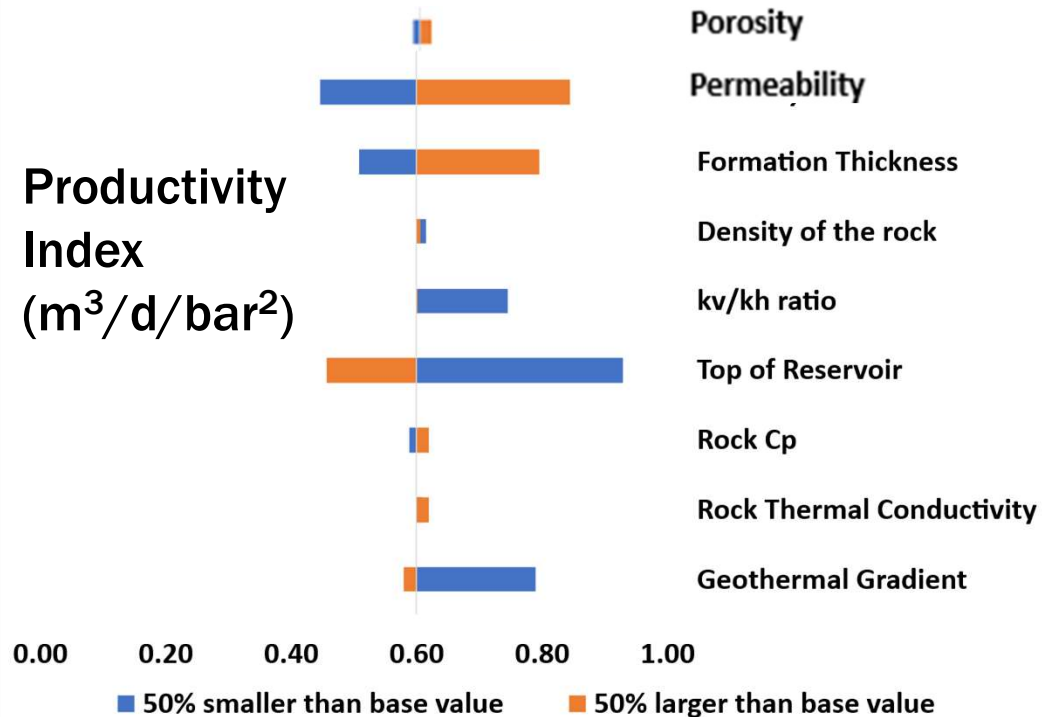 Porosity
Permeability
Productivity
Index
(m³/d/bar²)
Formation Thickness
Density of the rock
kv/kh ratio
Top of Reservoir
Rock Cp
Rock Thermal Conductivity
Geothermal Gradient
0.00 0.20 0.40 0.60 0.80 1.00
50% smaller than base value 50% larger than base value